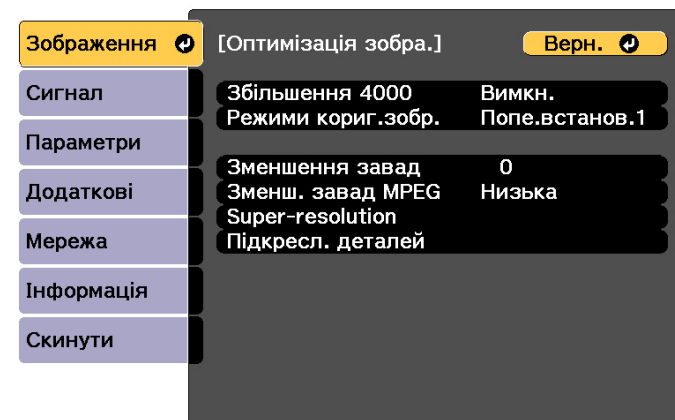 Зображення
[Оптимізація зобра.]
Верн.
Сигнал
Збільшення 4000 Вимкн.
Режими кориг.зобр. Попе.встанов.1
Параметри
Зменшення завад 0
Додаткові
Зменш. завад MPEG Низька
Super-resolution
Мережа
Підкресл. деталей
Інформація
Скинути